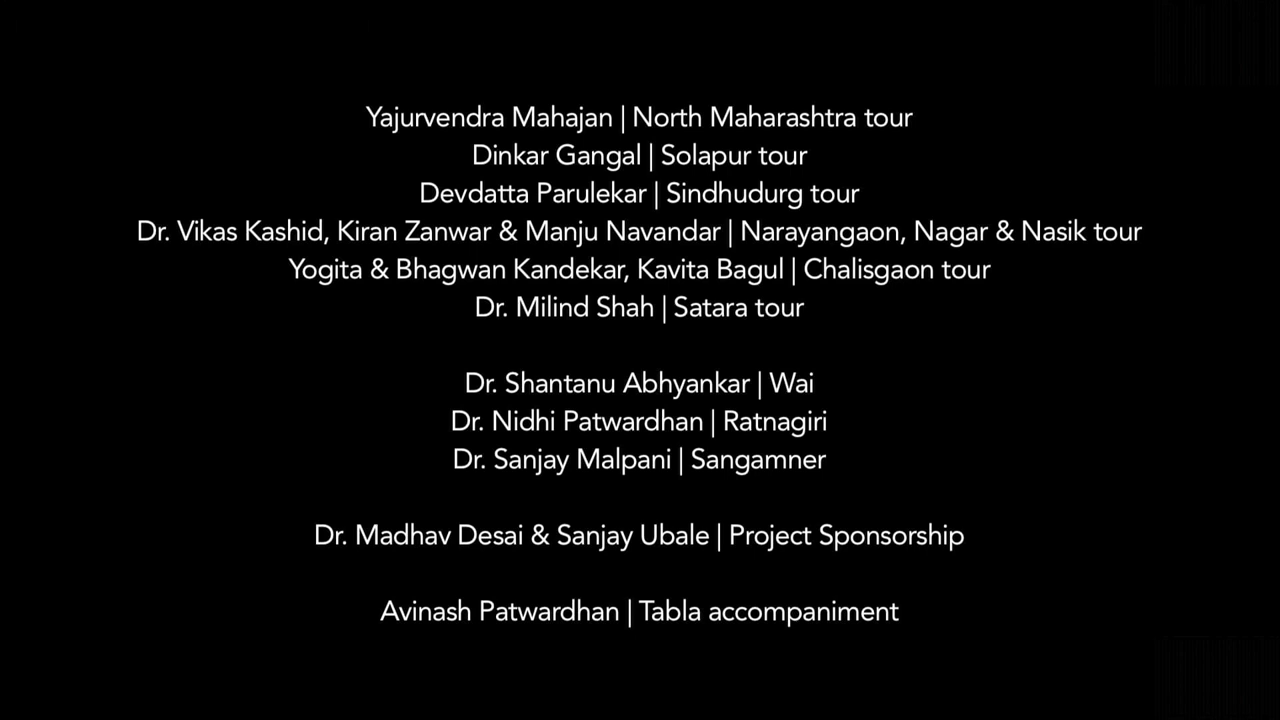 Yajurvendra Mahajan | North Maharashtra tour
Dinkar Gangal | Solapur tour
Devdatta Parulekar | Sindhudurg tour
Dr. Vikas Kashid, Kiran Zanwar & Manju Navandar | Narayangaon, Nagar & Nasik tour
Yogita & Bhagwan Kandekar, Kavita Bagul | Chalisgaon tour
Dr. Milind Shah | Satara tour
Dr. Shantanu Abhyankar | Wai
Dr. Nidhi Patwardhan | Ratnagiri
Dr. Sanjay Malpani | Sangamner
Dr. Madhav Desai & Sanjay Ubale | Project Sponsorship
Avinash Patwardhan | Tabla accompaniment